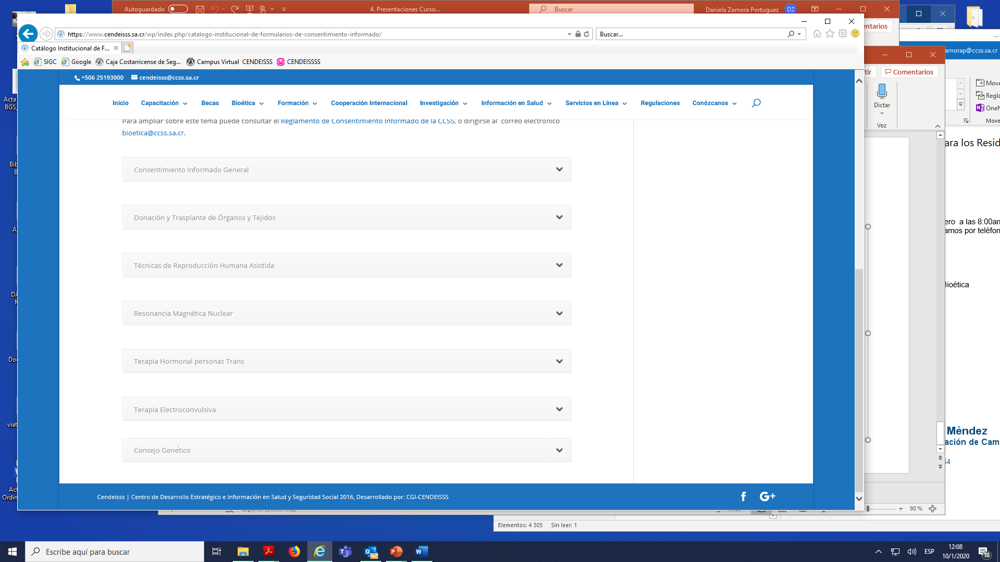 Autoguardado
4. Presentaciones Curso...
Buscar
Daniela Zamora Portuguez
DZ
https://www.cendeisss.sa.cr/wp/index.php/catalogo-institucional-de-formularios-de-consentimiento-informado/
Buscar...
Catálogo Institucional de F...
SIGC
Google
Caja Costarricense de Seg...
Campus Virtual CENDEISSS
CENDEISSSS
+506 25193000
cendeisss@ccss.sa.cr
Inicio
Capacitación
Becas
Bioética
Formación
Cooperación Internacional
Investigación
Información en Salud
Servicios en Línea
Regulaciones
Conózcanos
Para ampliar sobre este tema puede consultar el Reglamento de Consentimiento Informado de la CCSS, o dirigirse al correo electrónico
bioetica@ccss.sa.cr.
Consentimiento Informado General
Donación y Trasplante de Órganos y Tejidos
Técnicas de Reproducción Humana Asistida
Resonancia Magnética Nuclear
Terapia Hormonal personas Trans
Terapia Electroconvulsiva
Consejo Genético
Cendeisss | Centro de Desarrollo Estratégico e Información en Salud y Seguridad Social 2016, Desarrollado por: CGI-CENDEISSS
f
G+
entarios
amorap@ccss.sa.cr
tir
Comentarios
Dictar
Voz
Move
Regla
OneN
Move
ara los Resid
ero a las 8:00am
amos por teléfon
Bioética
Mèndez
ación de Cam
64
90 %
Acta
BGS_
Bib
DA
Doc
viat
Act
Ordin
Elementos: 4 305
Sin leer: 1
Escribe aquí para buscar
ESP
12:08
10/1/2020
18